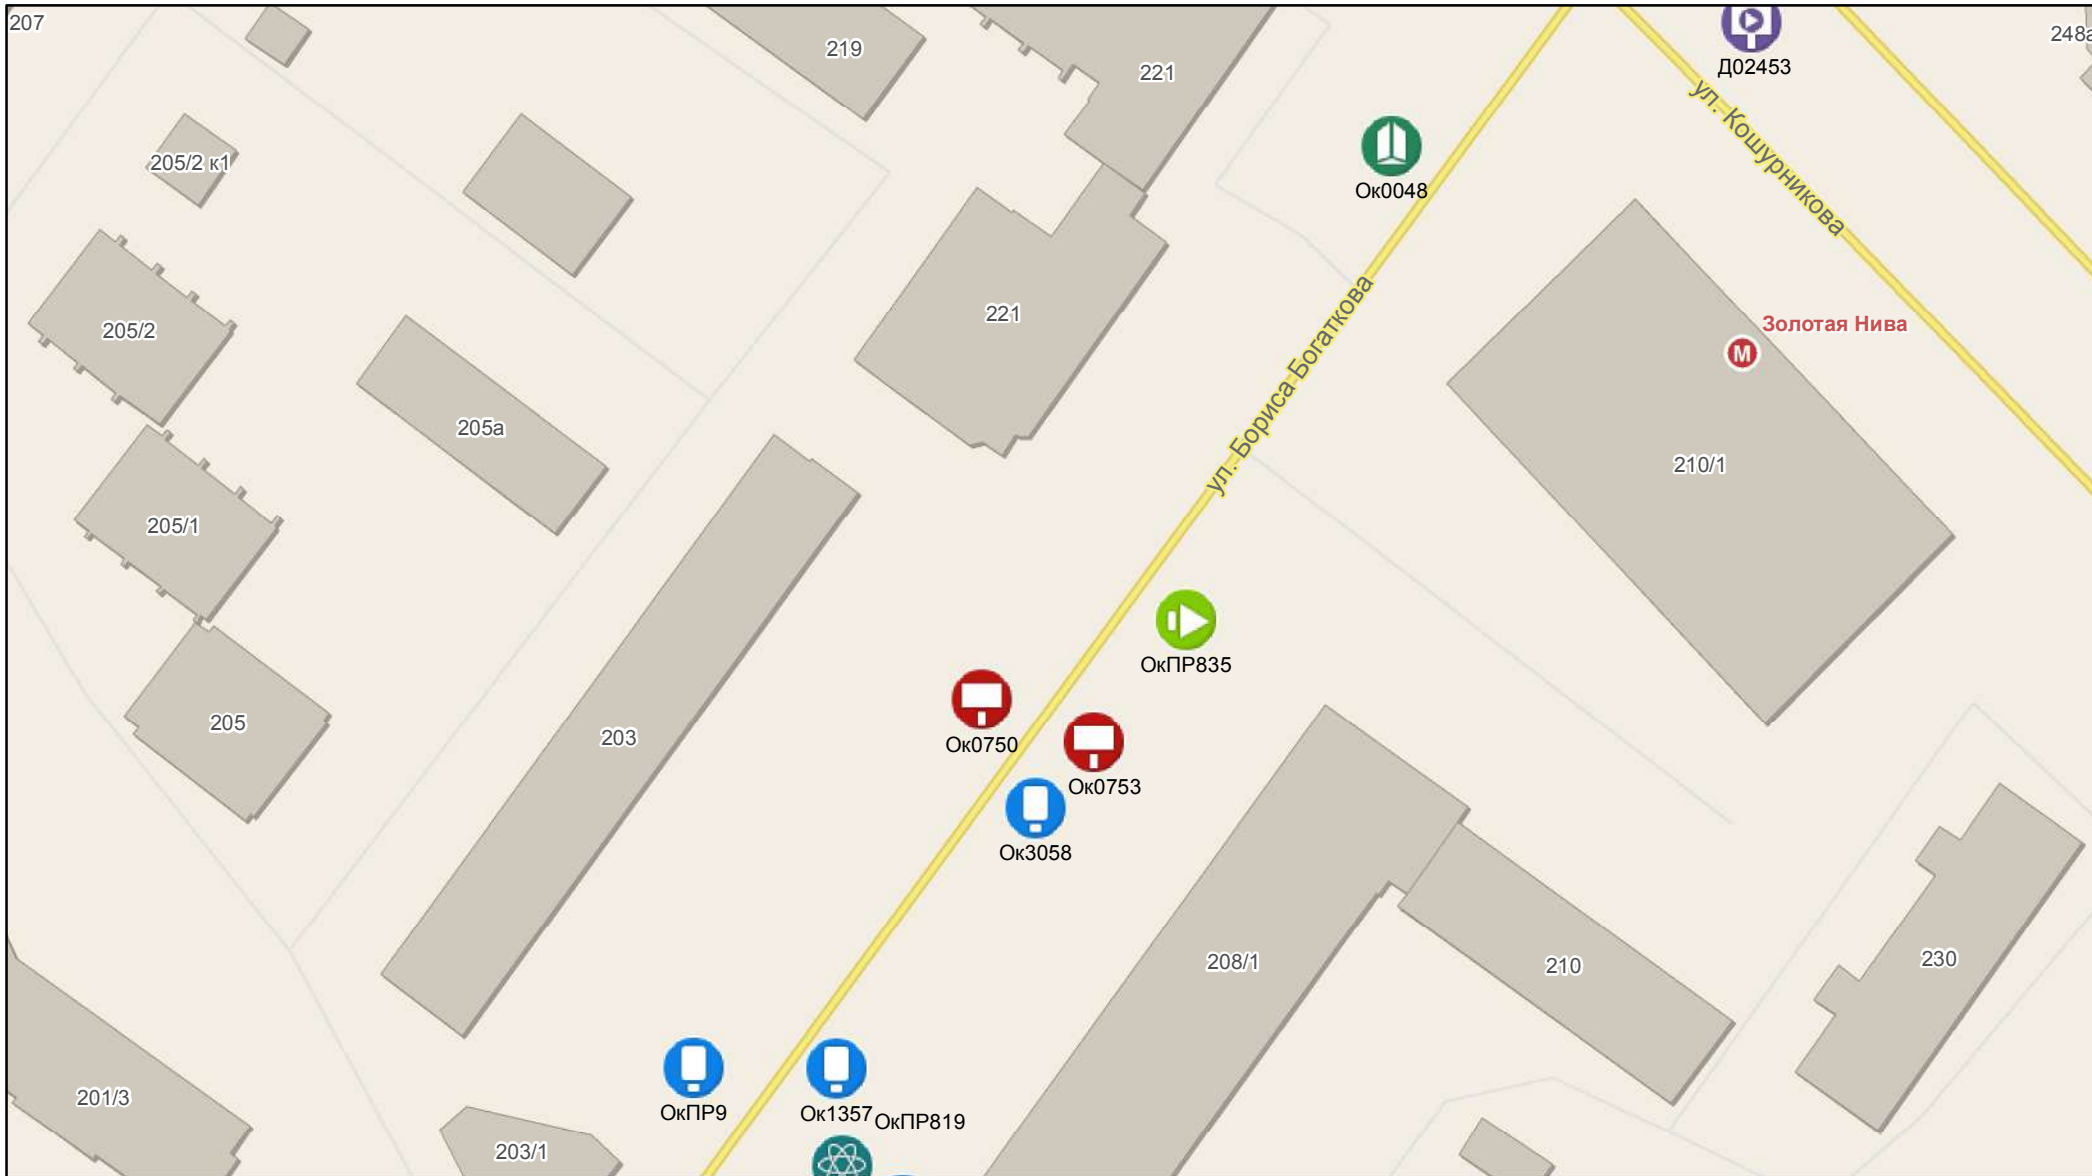 207
219
221
Д02453
248а
ул. Кошурникова
205/2 к1
Ок0048
205/2
221
ул. Бориса Богаткова
Золотая Нива
М
205а
210/1
205/1
ОкПР835
205
203
Ок0750
Ок0753
Ок3058
208/1
210
230
201/3
ОкПР9
Ок1357
ОкПР819
203/1